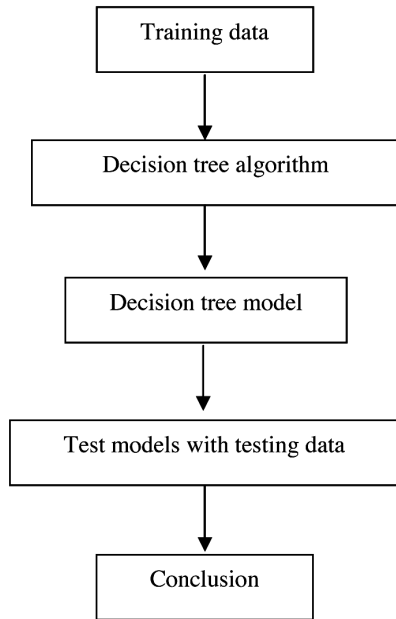 Training data
Decision tree algorithm
Decision tree model
Test models with testing data
Conclusion